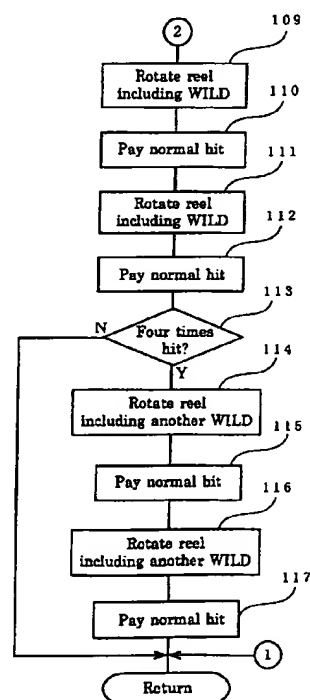 2
109
Rotate reel
including WILD
110
Pay normal hit
111
Rotate reel
including WILD
112
Pay normal hit
113
Four times
hit?
N
Y
114
Rotate reel
including another WILD
115
Pay normal hit
116
Rotate reel
including another WILD
117
Pay normal hit
1
Return